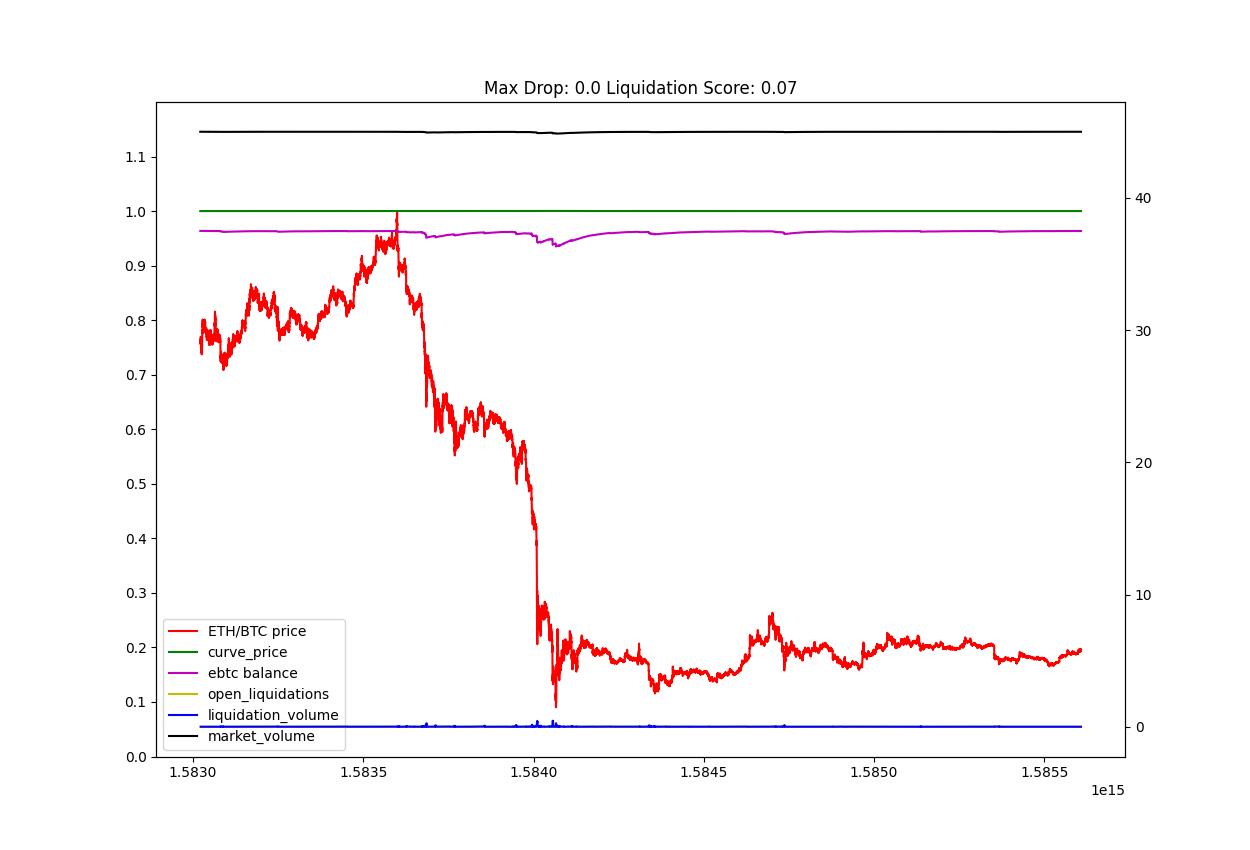 Max Drop: 0.0 Liquidation Score: 0.07
1.1
1.0
0.9
0.8
0.7
0.6
0.5
0.4
0.3
0.2
0.1
0.0
40
30
20
10
0
ETH/BTC price
curve_price
ebtc balance
open_liquidations
liquidation_volume
market_volume
1.5830 1.5835 1.5840 1.5845 1.5850 1.5855
1e15